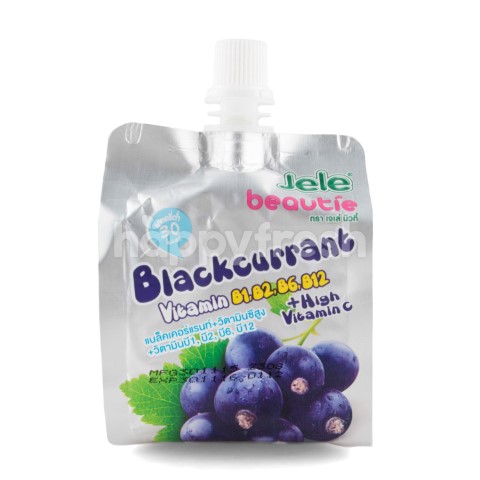 Jele®
beautie
ตรา เจเล่ บิวตี้
20
happyfresh
Blackcurrant
Vitamin B1, B2, B6, B12
+High
Vitamin C
แบล็คเคอร์แรนท์+วิตามินซีสูง
+วิตามินบี1, บี2, บี6, บี12